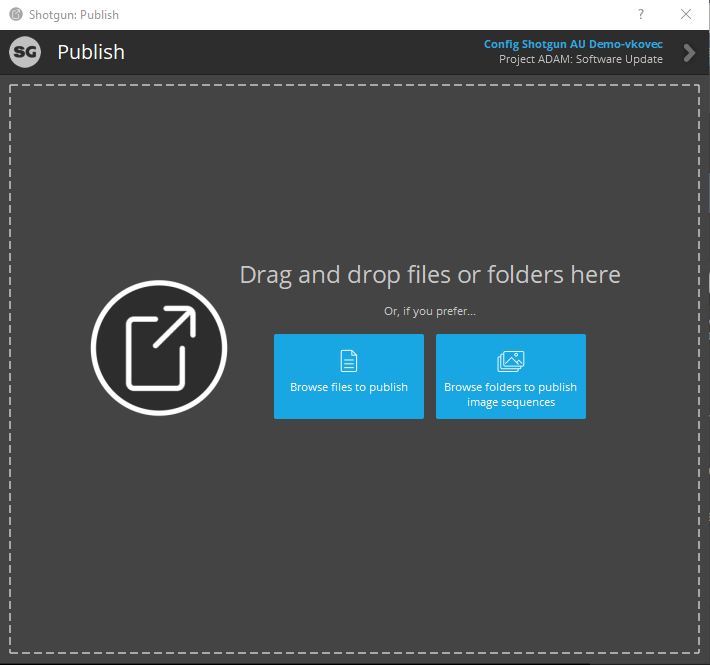 Shotgun: Publish
?
SG
Publish
Config Shotgun AU Demo-vkovec
Project ADAM: Software Update
Drag and drop files or folders here
Or, if you prefer...
Browse files to publish
Browse folders to publish
image sequences